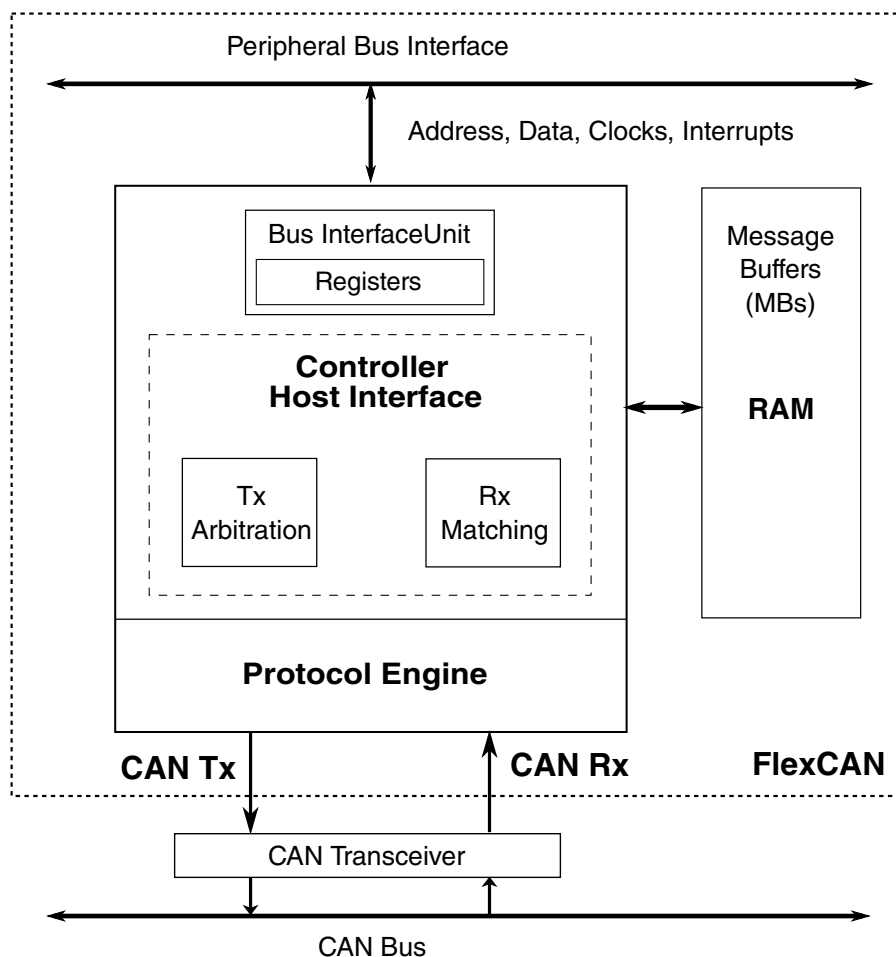 Peripheral Bus Interface
Address, Data, Clocks, Interrupts
Bus InterfaceUnit
Registers
Message
Buffers
(MBs)
Controller
Host Interface
RAM
Tx
Arbitration
Rx
Matching
Protocol Engine
CAN Tx
CAN Rx
FlexCAN
CAN Transceiver
CAN Bus